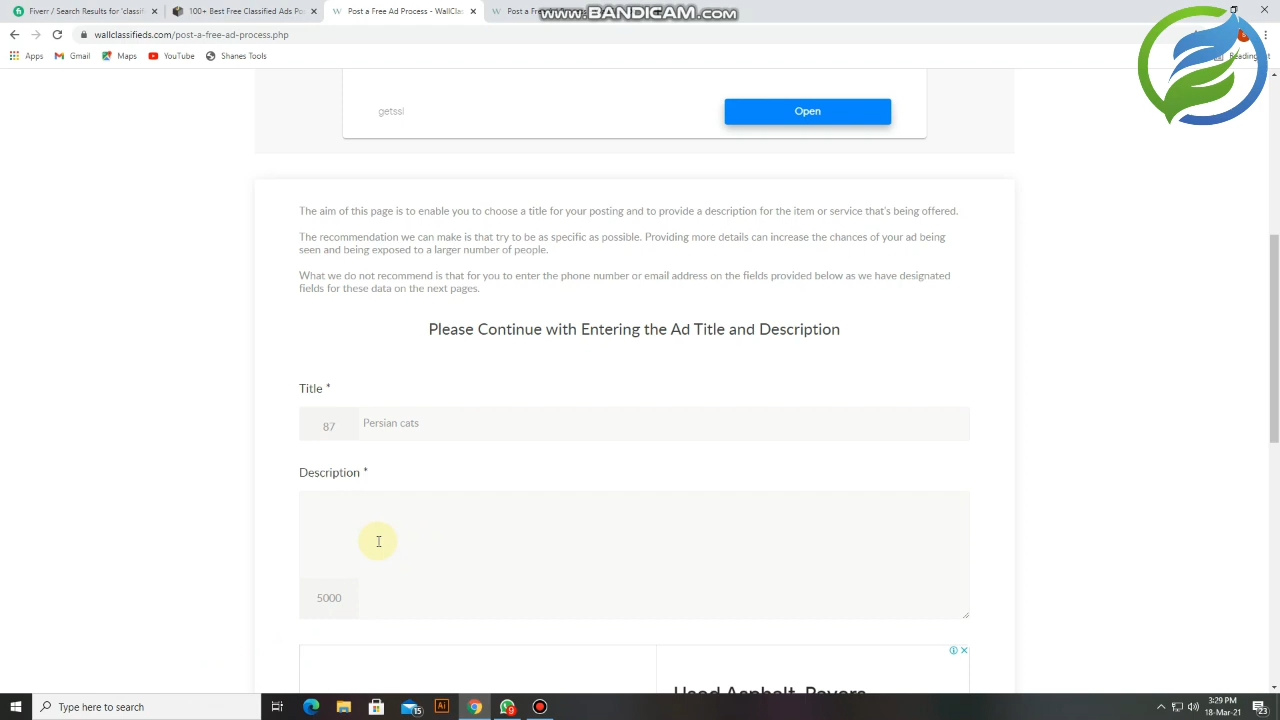 Fiverr / Search Results for 'classifi
100+ Best Free Classified Ads Po
Post a Free Ad Process - WallClas
Post a Fr
www.BANDICAM.com
wallclassifieds.com/post-a-free-ad-process.php
Apps
Gmail
Maps
YouTube
Shanes Tools
getssl
Open
The aim of this page is to enable you to choose a title for your posting and to provide a description for the item or service that's being offered.
The recommendation we can make is that try to be as specific as possible. Providing more details can increase the chances of your ad being
seen and being exposed to a larger number of people.
What we do not recommend is that for you to enter the phone number or email address on the fields provided below as we have designated
fields for these data on the next pages.
Please Continue with Entering the Ad Title and Description
Title *
87
Persian cats
Description *
5000
Used Asphalt Pavers
Type here to search
15
9
3:29 PM
18-Mar-21
23